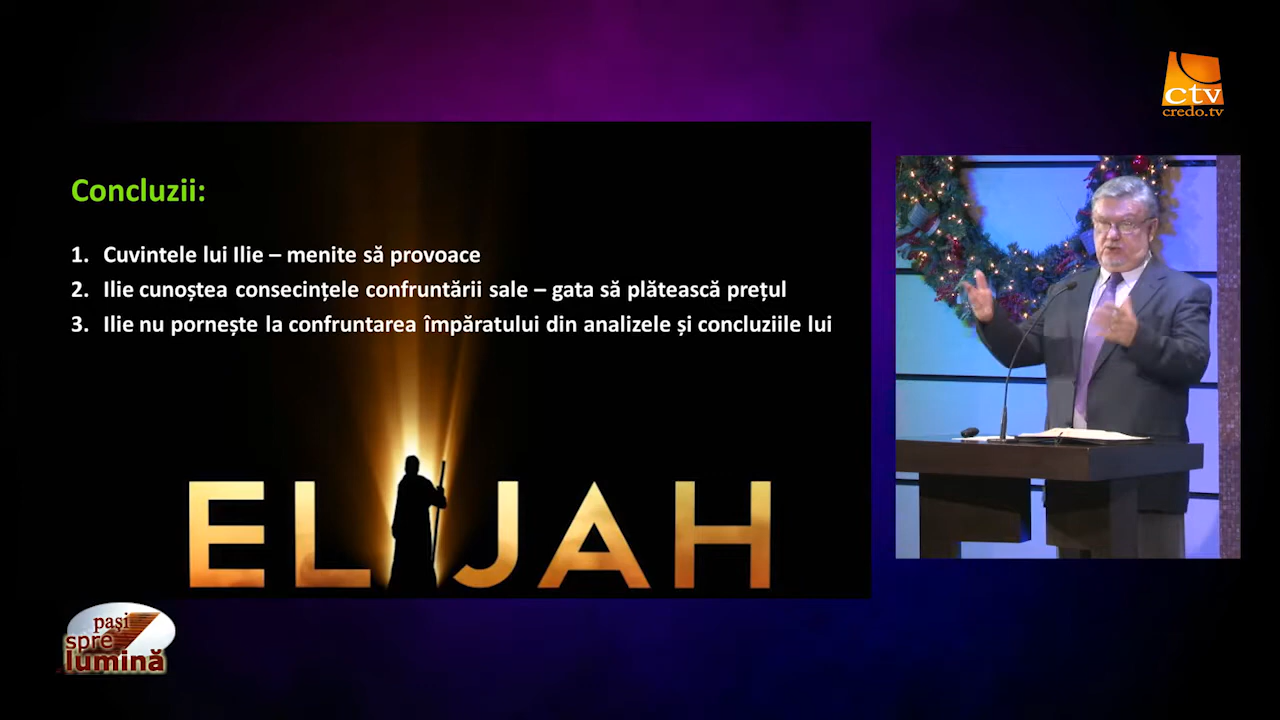 ctv
credo.tv
Concluzii:
1. Cuvintele lui Ilie – menite să provoace
2. Ilie cunoștea consecințele confruntării sale – gata să plătească prețul
3. Ilie nu pornește la confruntarea împăratului din analizele și concluziile lui
ELIJAH
pași
spre
lumină